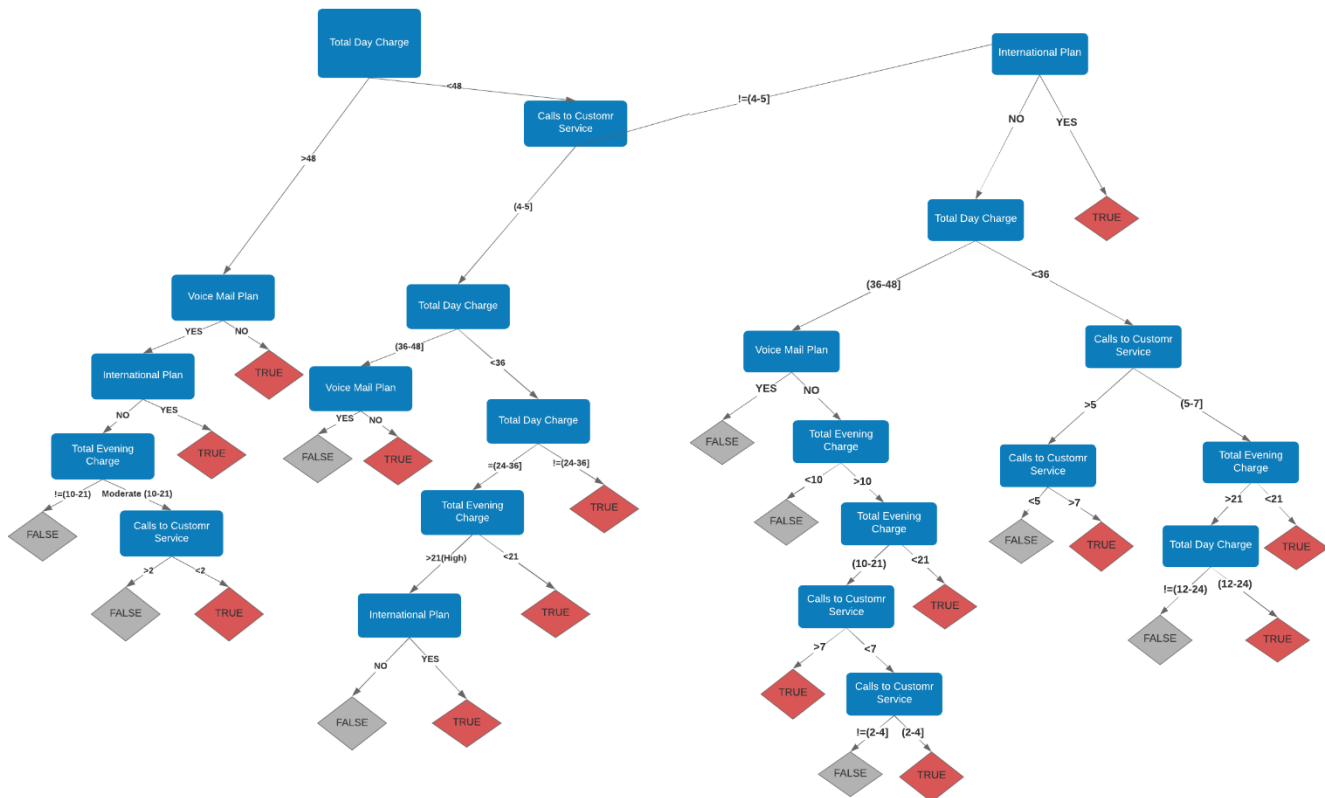 Total Day Charge
International Plan
<48
!=(4-5]
Calls to Customr
Service
NO
YES
>48
(4-5]
Total Day Charge
TRUE
Voice Mail Plan
Total Day Charge
(36-48]
<36
YES
NO
(36-48]
<36
Voice Mail Plan
Calls to Customr
Service
International Plan
TRUE
Voice Mail Plan
YES
NO
>5
(5-7]
NO
YES
YES
NO
Total Day Charge
FALSE
Total Evening
Charge
Total Evening
Charge
TRUE
FALSE
TRUE
=(24-36]
!=(24-36]
<10
>10
Calls to Customr
Service
Total Evening
Charge
!=(10-21)
Moderate (10-21)
Total Evening
Charge
TRUE
FALSE
Total Evening
Charge
<5
>7
>21
<21
FALSE
Calls to Customr
Service
FALSE
TRUE
Total Day Charge
TRUE
>2
<2
>21(High)
<21
(10-21)
<21
!=(12-24)
(12-24)
FALSE
TRUE
International Plan
TRUE
Calls to Customr
Service
TRUE
FALSE
TRUE
NO
YES
>7
<7
FALSE
TRUE
TRUE
Calls to Customr
Service
!=(2-4]
(2-4]
FALSE
TRUE